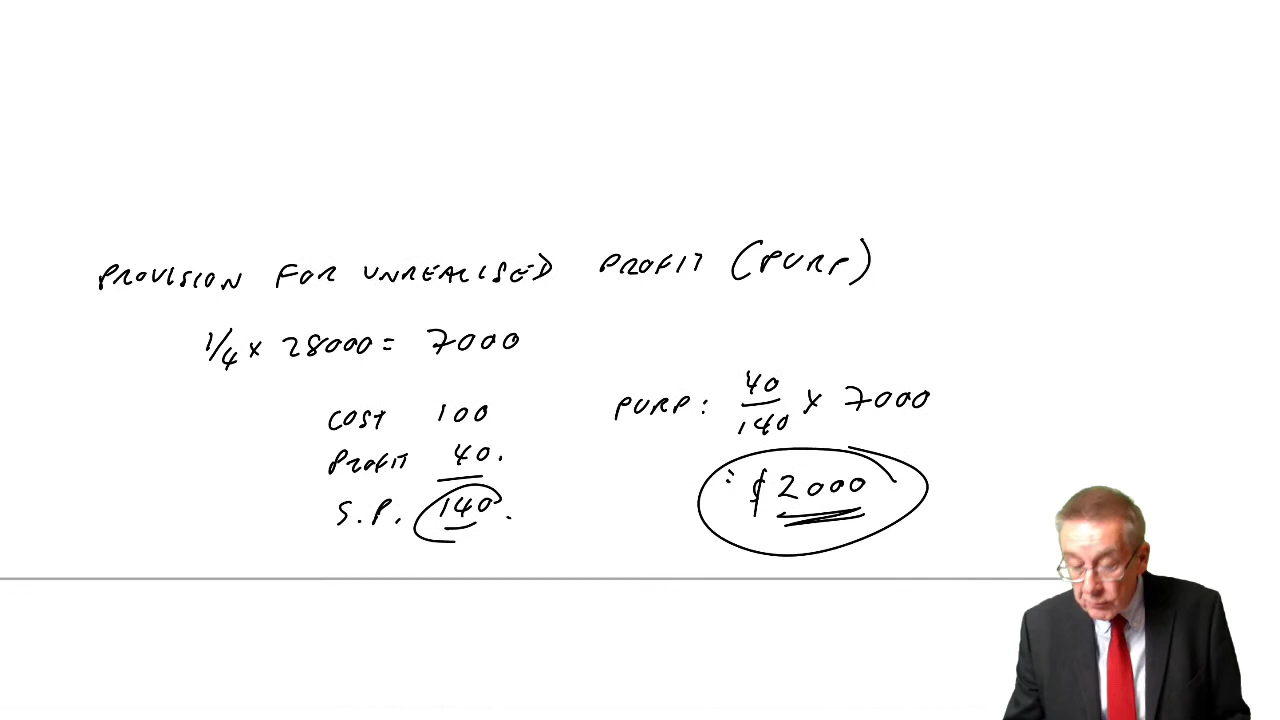 PROVISION FOR UNREALISED PROFIT (PURP)
1/4 x 28000 = 7000
COST 100
PROFIT 40.
S.P. 140.
PURP: 40/140 x 7000
: $2000